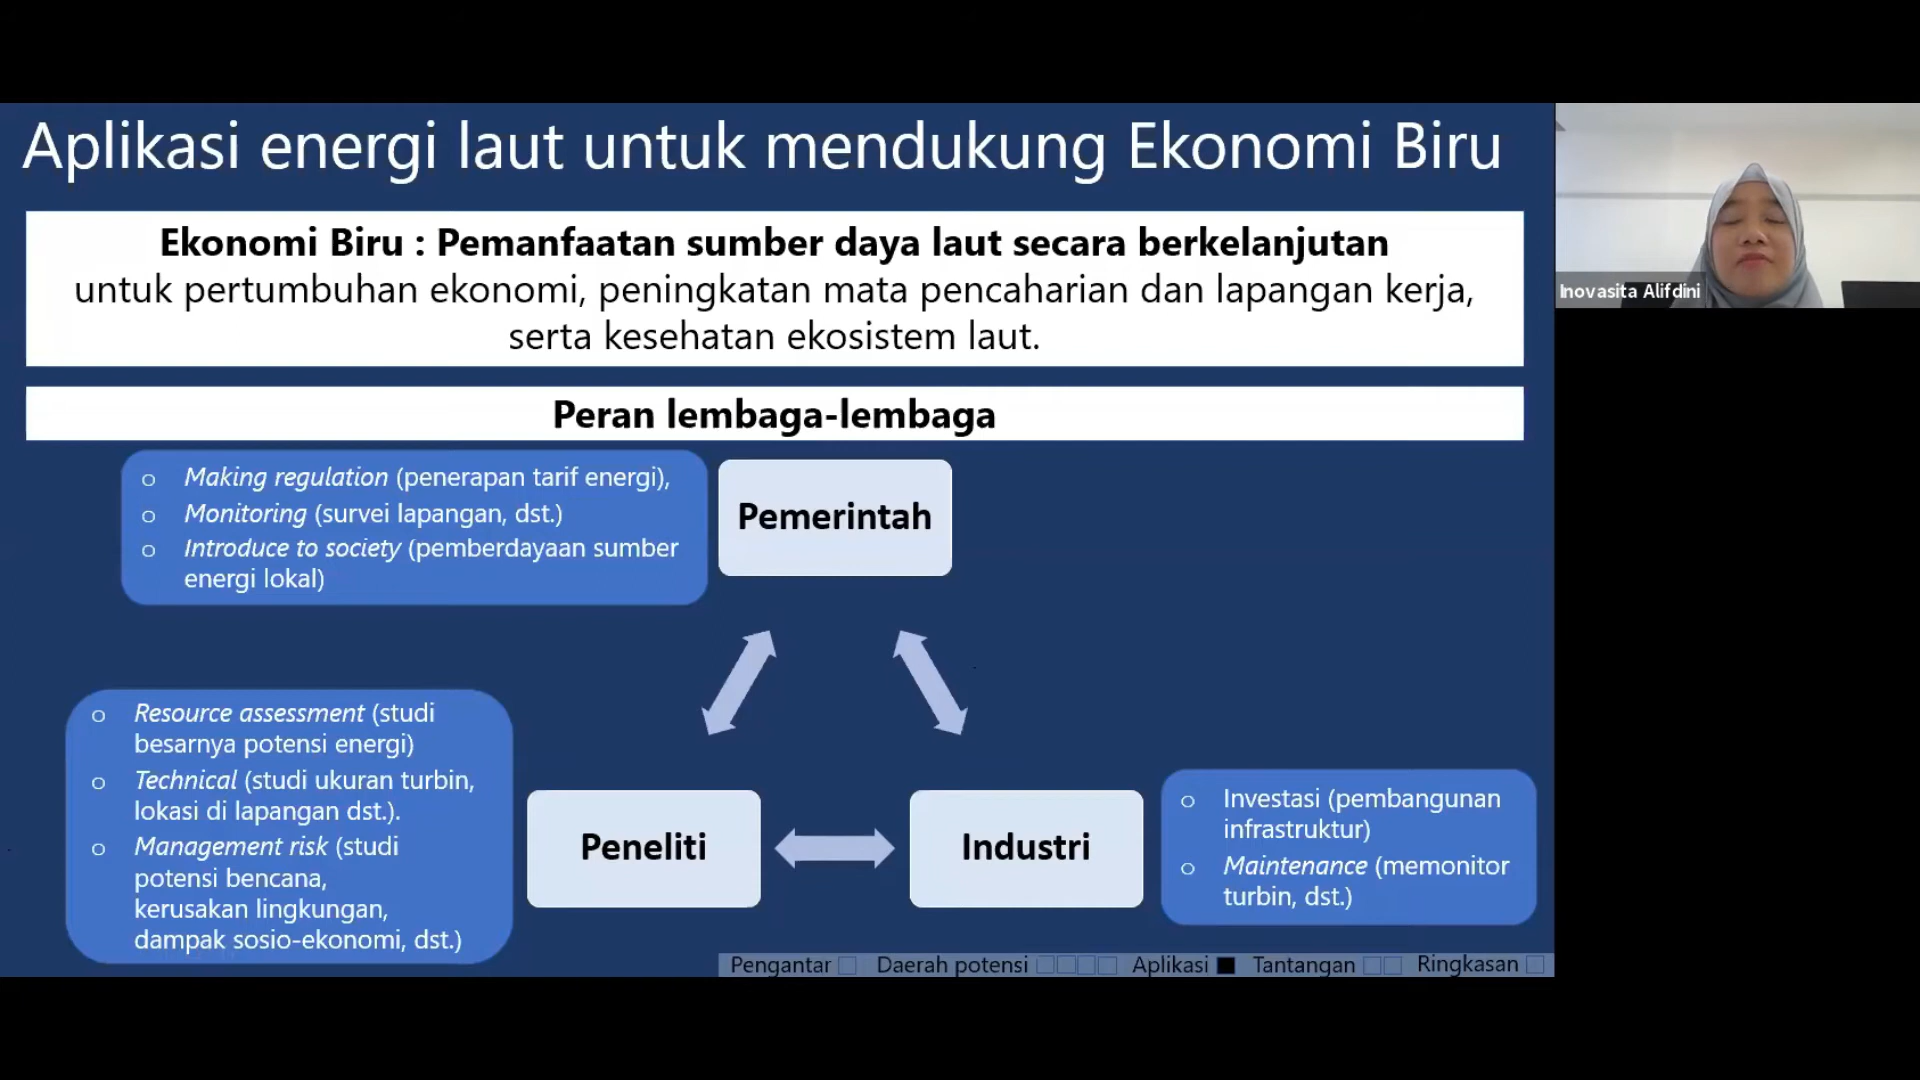 Aplikasi energi laut untuk mendukung Ekonomi Biru
Ekonomi Biru : Pemanfaatan sumber daya laut secara berkelanjutan
untuk pertumbuhan ekonomi, peningkatan mata pencaharian dan lapangan kerja,
serta kesehatan ekosistem laut.
Inovasita Alifdini
Peran lembaga-lembaga
o Making regulation (penerapan tarif energi),
o Monitoring (survei lapangan, dst.)
o Introduce to society (pemberdayaan sumber
energi lokal)
Pemerintah
o Resource assessment (studi
besarnya potensi energi)
o Technical (studi ukuran turbin,
lokasi di lapangan dst.).
o Management risk (studi
potensi bencana,
kerusakan lingkungan,
dampak sosio-ekonomi, dst.)
Peneliti
Industri
o Investasi (pembangunan
infrastruktur)
o Maintenance (memonitor
turbin, dst.)
Pengantar Daerah potensi Aplikasi Tantangan Ringkasan